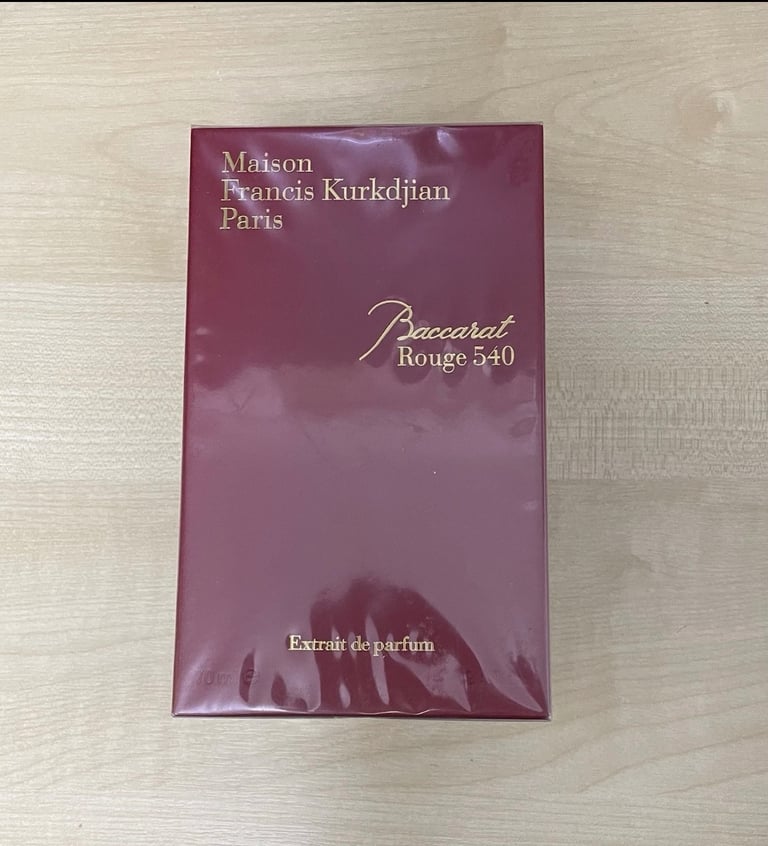 Maison
Francis Kurkdjian
Paris
Baccarat
Rouge 540
Extrait de parfum